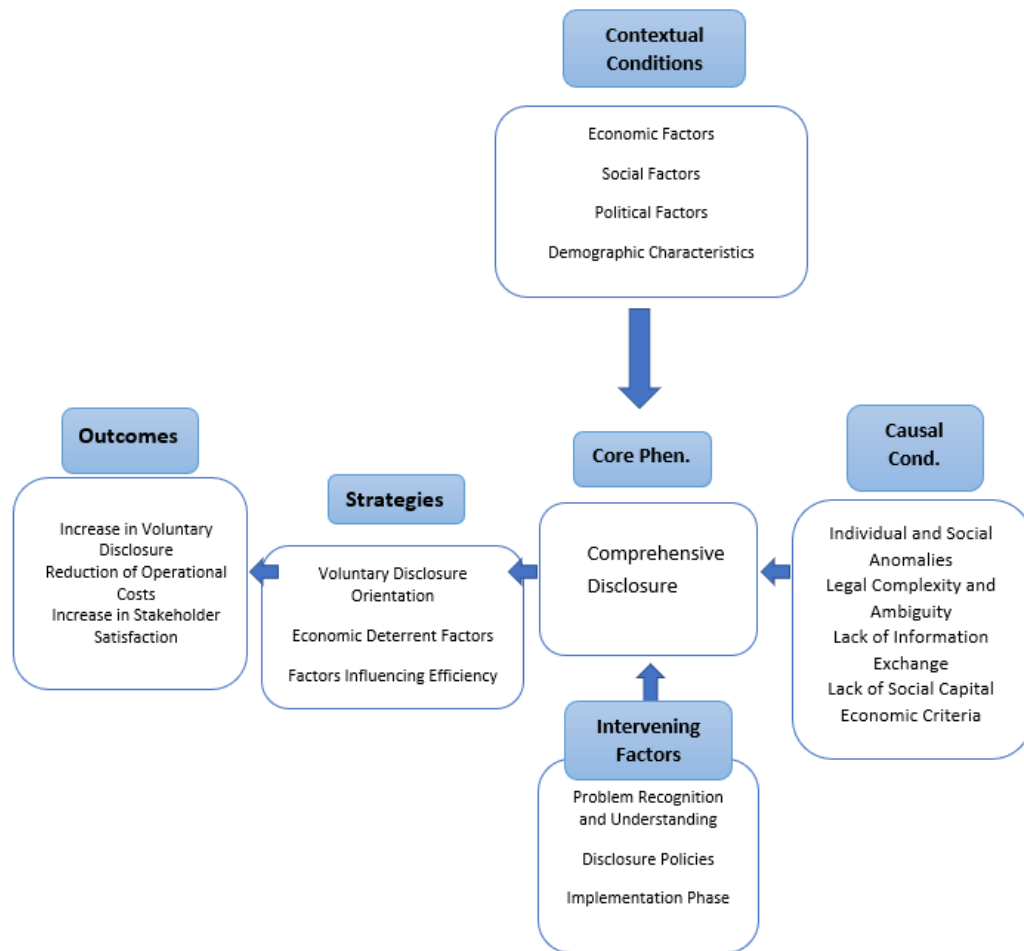 Contextual
Conditions
Economic Factors
Social Factors
Political Factors
Demographic Characteristics
Outcomes
Increase in Voluntary
Disclosure
Reduction of Operational
Costs
Increase in Stakeholder
Satisfaction
Strategies
Voluntary Disclosure
Orientation
Economic Deterrent Factors
Factors Influencing Efficiency
Core Phen.
Comprehensive
Disclosure
Causal
Cond.
Individual and Social
Anomalies
Legal Complexity and
Ambiguity
Lack of Information
Exchange
Lack of Social Capital
Economic Criteria
Intervening
Factors
Problem Recognition
and Understanding
Disclosure Policies
Implementation Phase